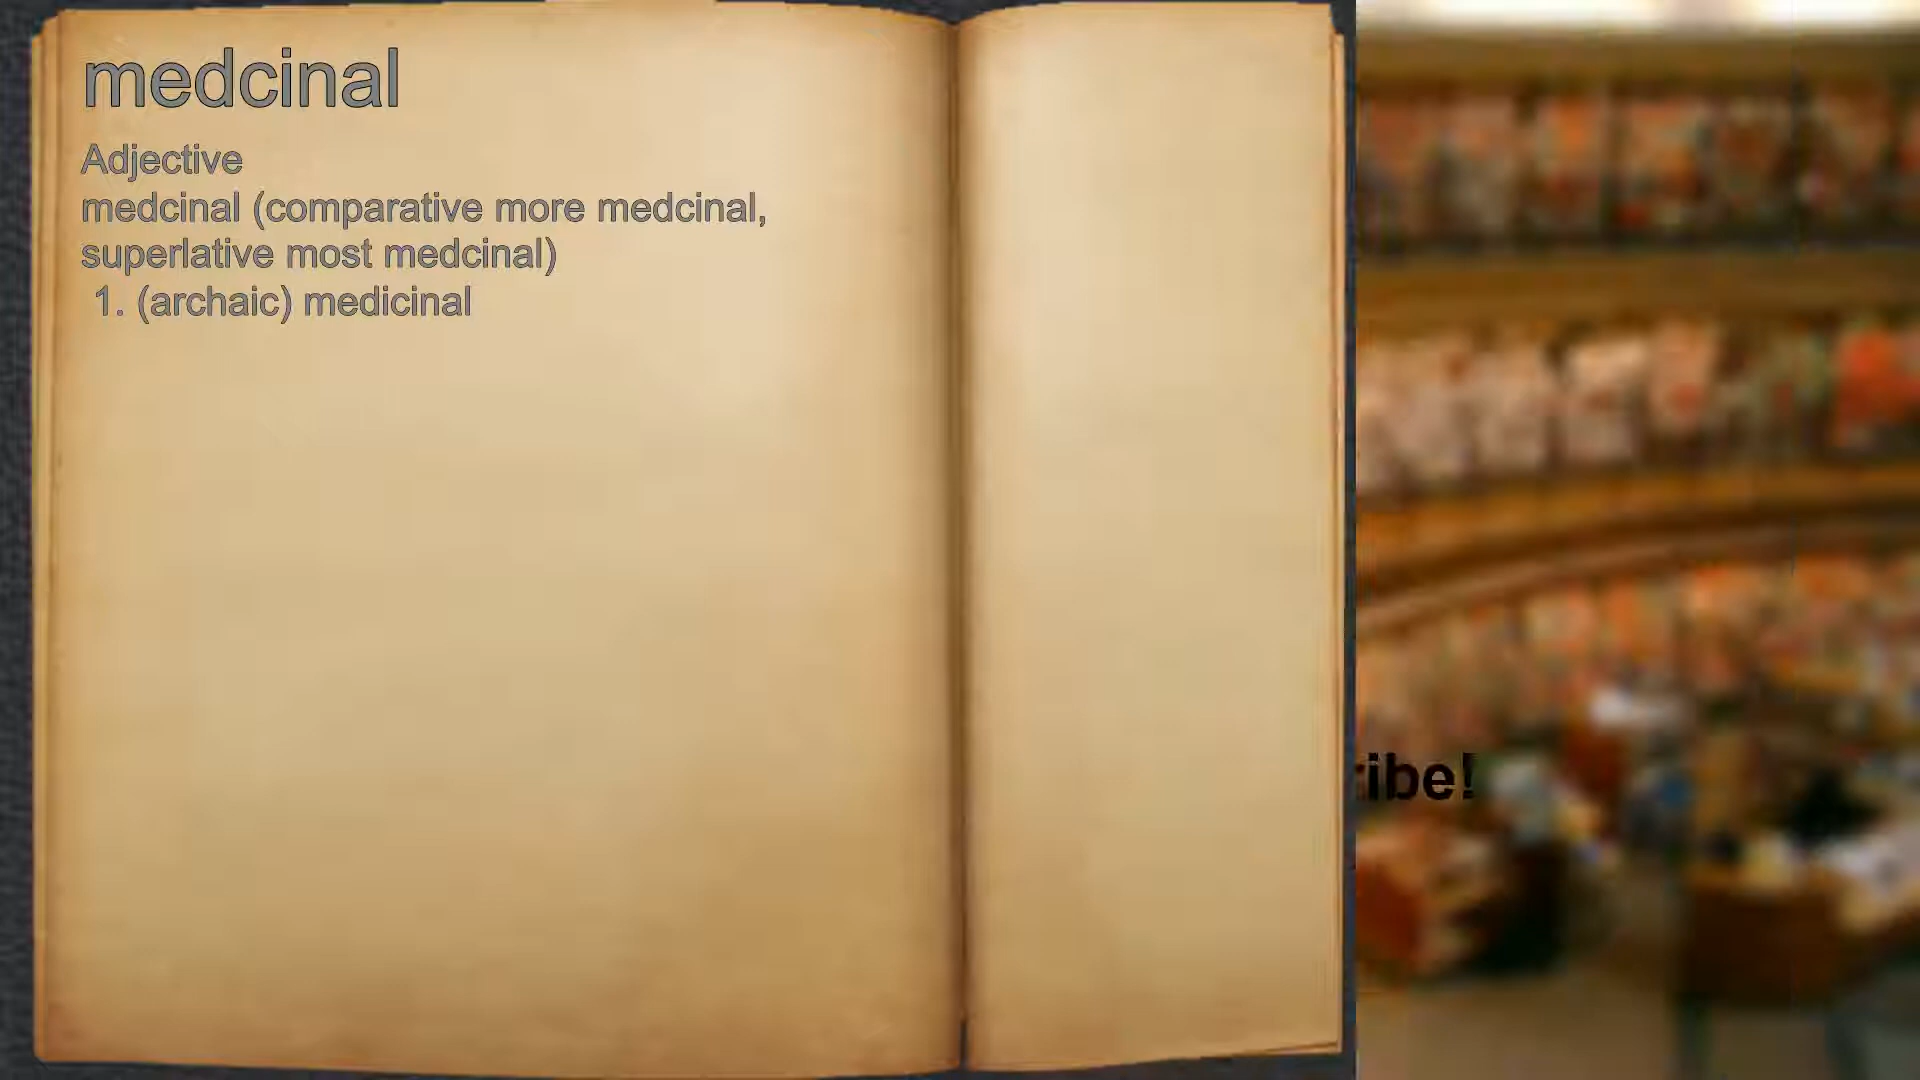 medcinal
Adjective
medcinal (comparative more medcinal,
superlative most medcinal)
1. (archaic) medicinal
ibe!